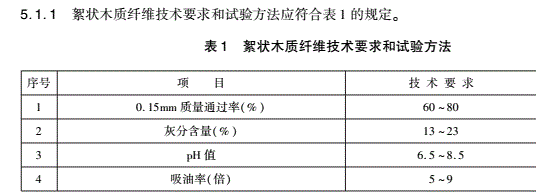 5.1.1 絮状木质纤维技术要求和试验方法应符合表1的规定。
表1 絮状木质纤维技术要求和试验方法
序号 项 目 技 术 要 求
1 0.15mm 质量通过率(%) 60~80
2 灰分含量(%) 13~23
3 pH 值 6.5~8.5
4 吸油率(倍) 5~9